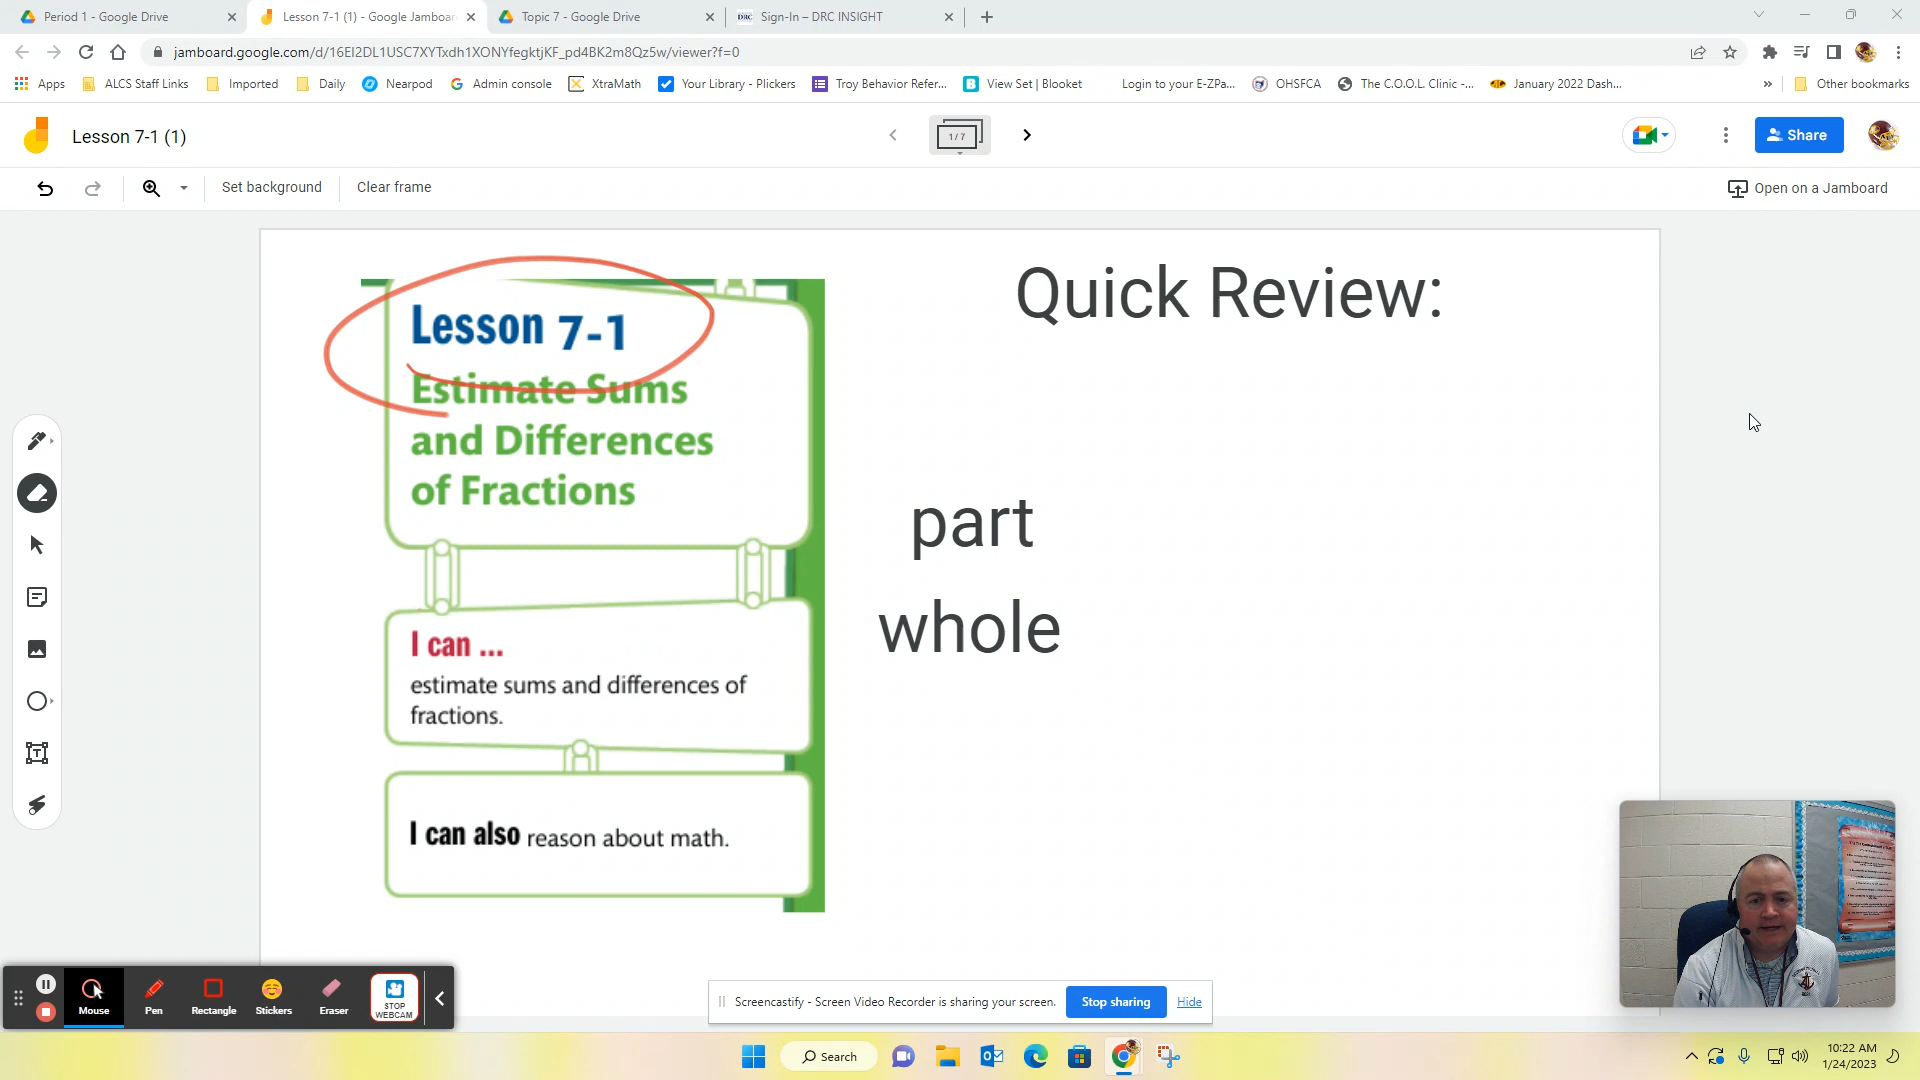 Period 1 - Google Drive
Lesson 7-1 (1) - Google Jamboar
Topic 7 - Google Drive
DRC Sign-In – DRC INSIGHT
jamboard.google.com/d/16EI2DL1USC7XYTxdh1XONYfegktjKF_pd4BK2m8Qz5w/viewer?f=0
Apps ALCS Staff Links Imported Daily Nearpod Admin console XtraMath Your Library - Plickers Troy Behavior Refer... View Set | Blooket Login to your E-ZPa... OHSFCA The C.O.O.L. Clinic -... January 2022 Dash... » Other bookmarks
Lesson 7-1 (1)
1 / 7
Share
Set background Clear frame
Open on a Jamboard
Lesson 7-1
Estimate Sums
and Differences
of Fractions
I can ...
estimate sums and differences of
fractions.
I can also reason about math.
Quick Review:
part
whole
Mouse Pen Rectangle Stickers Eraser STOP
WEBCAM
Screencastify - Screen Video Recorder is sharing your screen. Stop sharing Hide
Search
10:22 AM
1/24/2023